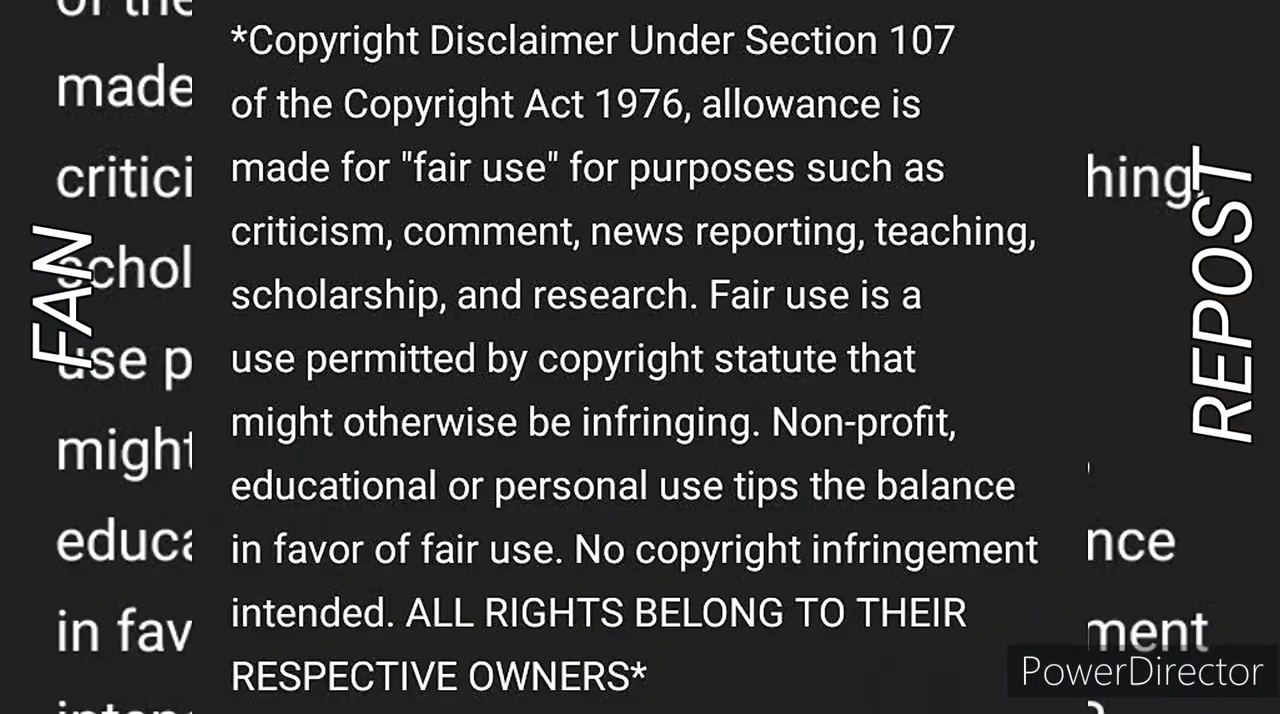 *Copyright Disclaimer Under Section 107
of the Copyright Act 1976, allowance is
made for "fair use" for purposes such as
criticism, comment, news reporting, teaching,
scholarship, and research. Fair use is a
use permitted by copyright statute that
might otherwise be infringing. Non-profit,
educational or personal use tips the balance
in favor of fair use. No copyright infringement
intended. ALL RIGHTS BELONG TO THEIR
RESPECTIVE OWNERS*
FAN
REPOST
PowerDirector